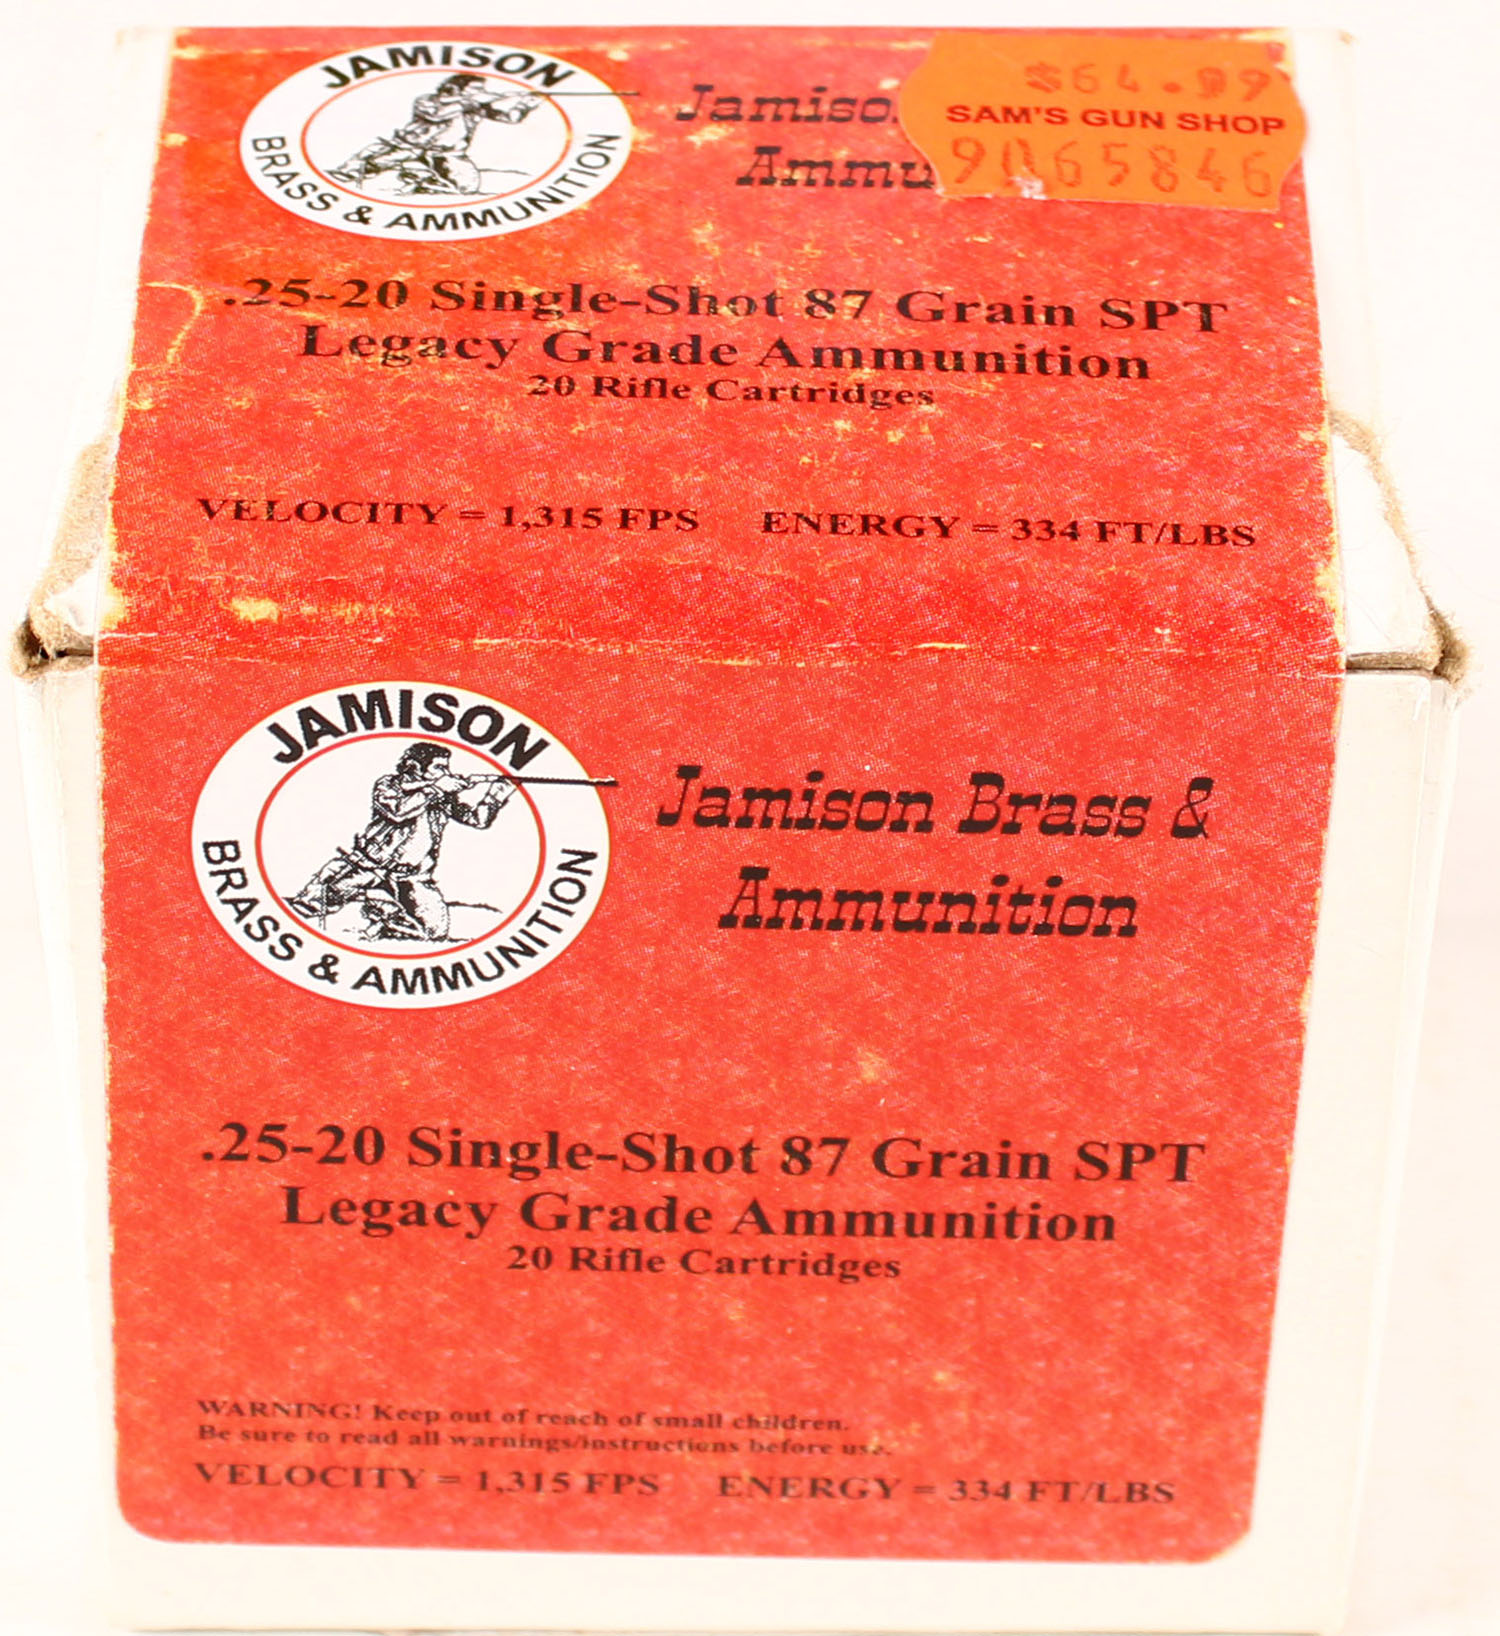 JAMISON
BRASS & AMMUNITION
Jamiso
Ammu
$64.99
SAM'S GUN SHOP
9065846
.25-20 Single-Shot 87 Grain SPT
Legacy Grade Ammunition
20 Rifle Cartridges
VELOCITY = 1,315 FPS ENERGY = 334 FT/LBS
JAMISON
BRASS & AMMUNITION
Jamison Brass &
Ammunition
.25-20 Single-Shot 87 Grain SPT
Legacy Grade Ammunition
20 Rifle Cartridges
WARNING! Keep out of reach of small children.
Be sure to read all warnings/instructions before use.
VELOCITY = 1,315 FPS ENERGY = 334 FT/LBS